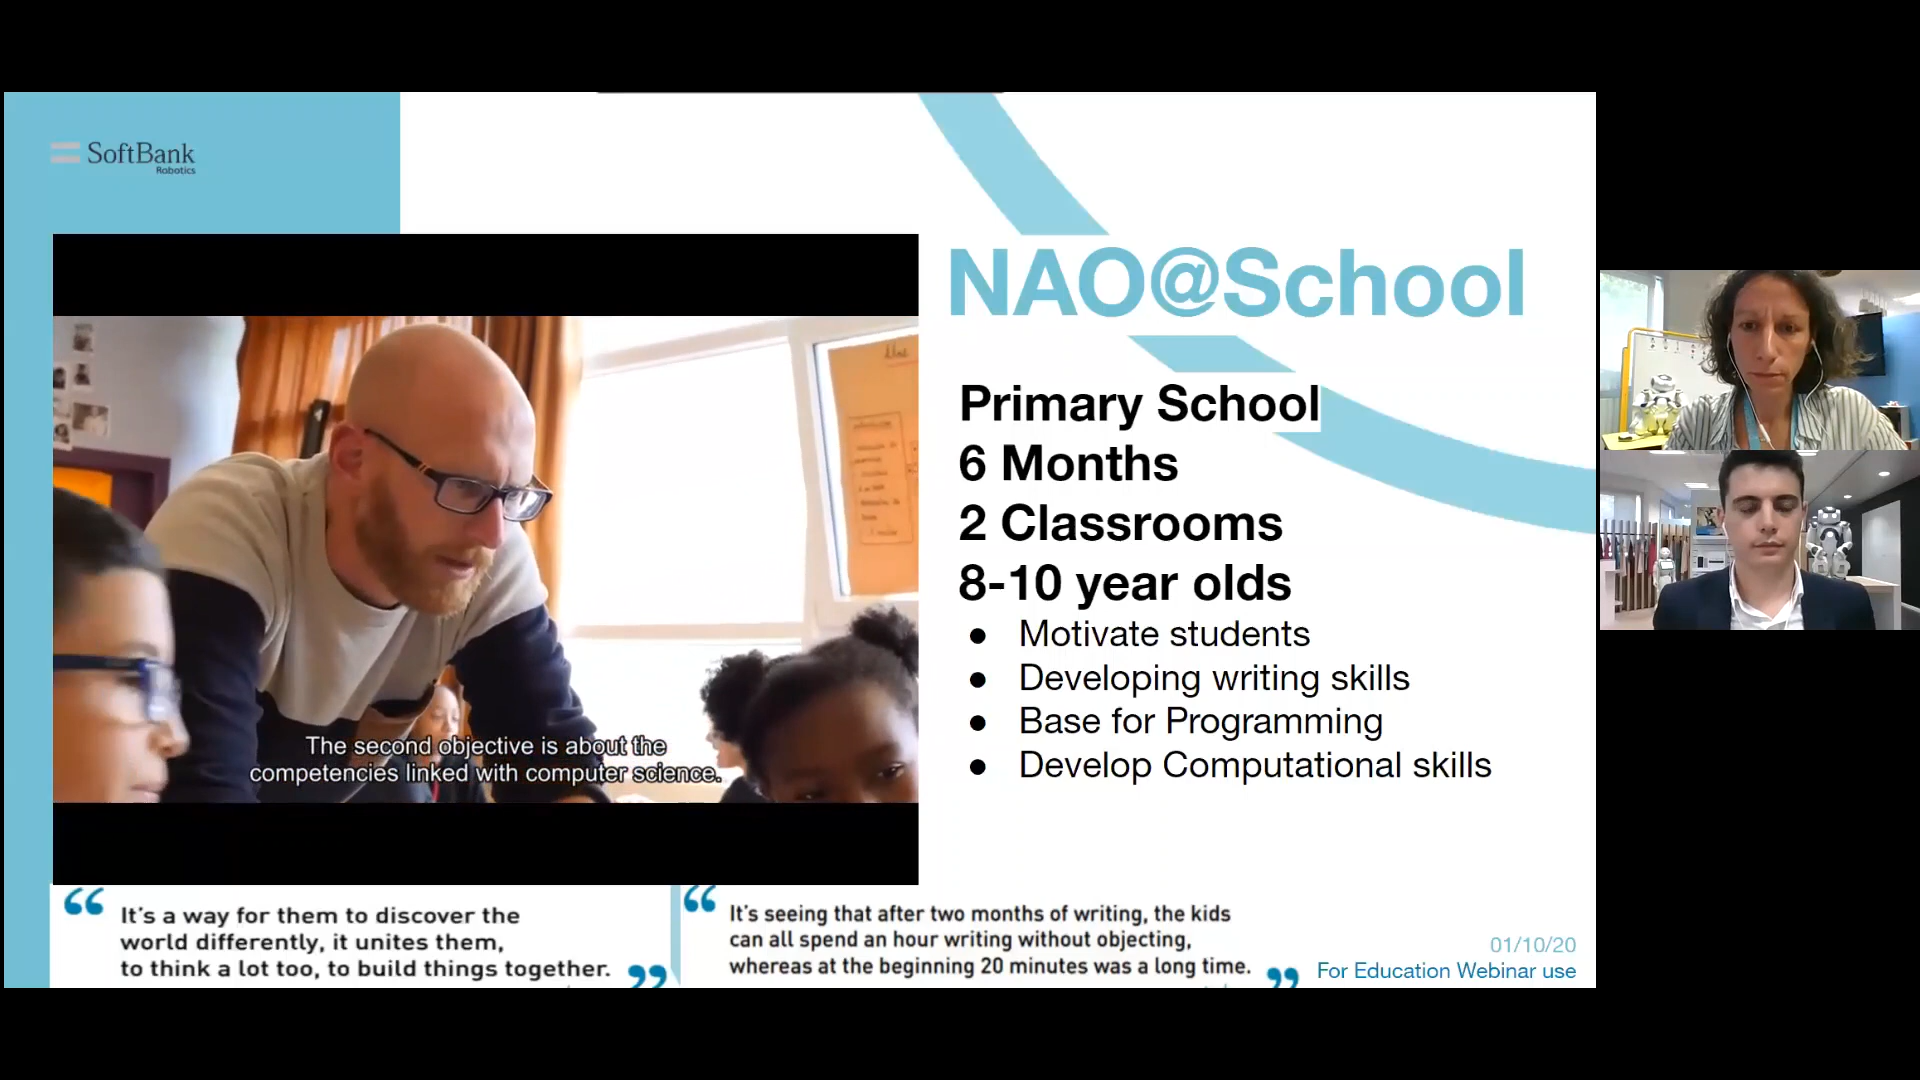 SoftBank
Robotics
NAO@School
Primary School
6 Months
2 Classrooms
8-10 year olds
● Motivate students
● Developing writing skills
● Base for Programming
● Develop Computational skills
The second objective is about the
competencies linked with computer science.
“ It's a way for them to discover the
world differently, it unites them,
to think a lot too, to build things together. ”
“ It's seeing that after two months of writing, the kids
can all spend an hour writing without objecting,
whereas at the beginning 20 minutes was a long time. ”
01/10/20
For Education Webinar use